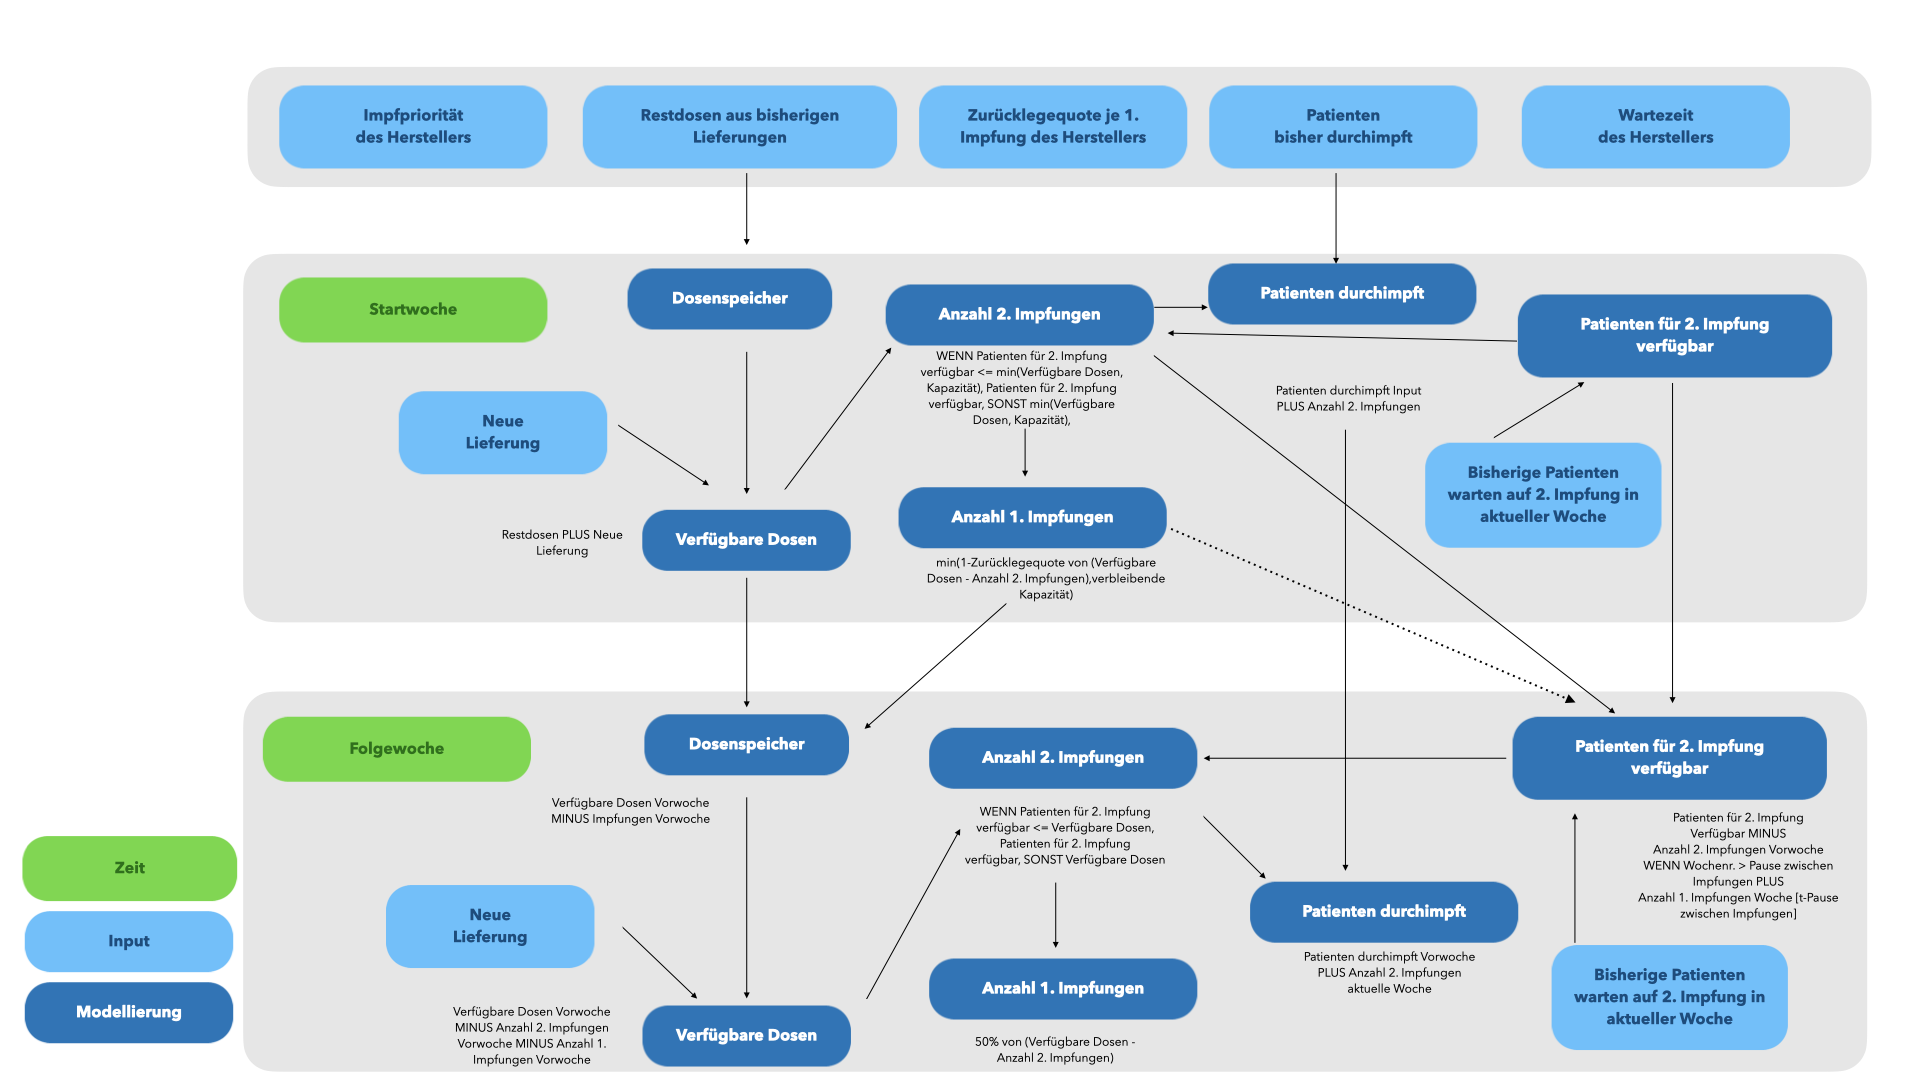 Impfpriorität
des Herstellers
Restdosen aus bisherigen
Lieferungen
Zurücklegequote je 1.
Impfung des Herstellers
Patienten
bisher durchimpft
Wartezeit
des Herstellers
Startwoche
Dosenspeicher
Anzahl 2. Impfungen
WENN Patienten für 2. Impfung
verfügbar <= min(Verfügbare Dosen,
Kapazität), Patienten für 2. Impfung
verfügbar, SONST min(Verfügbare
Dosen, Kapazität),
Patienten durchimpft
Patienten für 2. Impfung
verfügbar
Neue
Lieferung
Patienten durchimpft Input
PLUS Anzahl 2. Impfungen
Bisherige Patienten
warten auf 2. Impfung in
aktueller Woche
Restdosen PLUS Neue
Lieferung
Verfügbare Dosen
Anzahl 1. Impfungen
min(1-Zurücklegequote von (Verfügbare
Dosen - Anzahl 2. Impfungen),verbleibende
Kapazität)
Folgewoche
Dosenspeicher
Verfügbare Dosen Vorwoche
MINUS Impfungen Vorwoche
Anzahl 2. Impfungen
WENN Patienten für 2. Impfung
verfügbar <= Verfügbare Dosen,
Patienten für 2. Impfung
verfügbar, SONST Verfügbare Dosen
Patienten für 2. Impfung
verfügbar
Patienten für 2. Impfung
Verfügbar MINUS
Anzahl 2. Impfungen Vorwoche
WENN Wochenr. > Pause zwischen
Impfungen PLUS
Anzahl 1. Impfungen Woche [t-Pause
zwischen Impfungen]
Neue
Lieferung
Patienten durchimpft
Patienten durchimpft Vorwoche
PLUS Anzahl 2. Impfungen
aktuelle Woche
Bisherige Patienten
warten auf 2. Impfung in
aktueller Woche
Verfügbare Dosen Vorwoche
MINUS Anzahl 2. Impfungen
Vorwoche MINUS Anzahl 1.
Impfungen Vorwoche
Verfügbare Dosen
Anzahl 1. Impfungen
50% von (Verfügbare Dosen -
Anzahl 2. Impfungen)
Zeit
Input
Modellierung